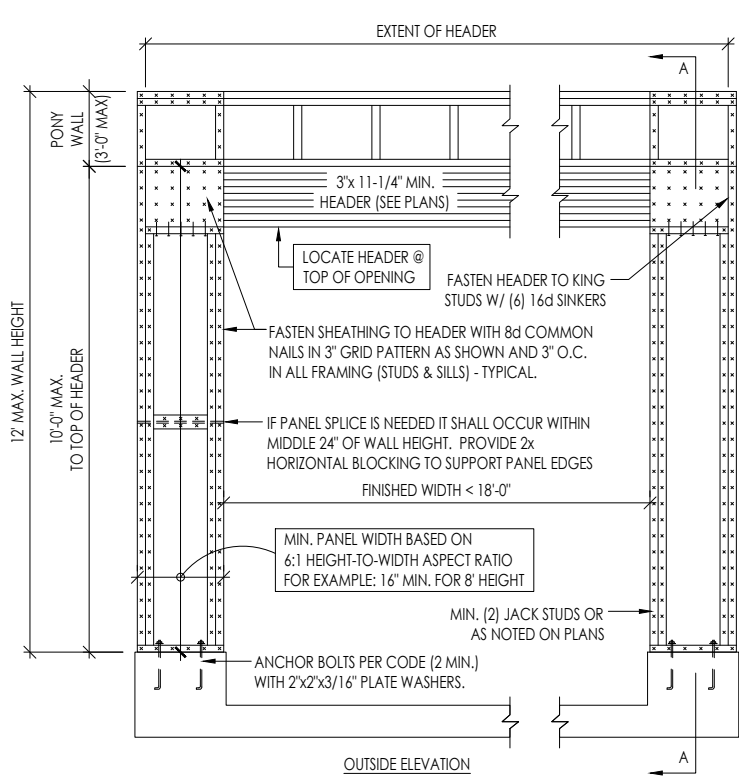 EXTENT OF HEADER
A
PONY
WALL
(3'-0" MAX)
3"x 11-1/4" MIN.
HEADER (SEE PLANS)
LOCATE HEADER @
TOP OF OPENING
FASTEN HEADER TO KING
STUDS W/ (6) 16d SINKERS
FASTEN SHEATHING TO HEADER WITH 8d COMMON
NAILS IN 3" GRID PATTERN AS SHOWN AND 3" O.C.
IN ALL FRAMING (STUDS & SILLS) - TYPICAL.
12' MAX. WALL HEIGHT
10'-0" MAX.
TO TOP OF HEADER
IF PANEL SPLICE IS NEEDED IT SHALL OCCUR WITHIN
MIDDLE 24" OF WALL HEIGHT. PROVIDE 2x
HORIZONTAL BLOCKING TO SUPPORT PANEL EDGES
FINISHED WIDTH < 18'-0"
MIN. PANEL WIDTH BASED ON
6:1 HEIGHT-TO-WIDTH ASPECT RATIO
FOR EXAMPLE: 16" MIN. FOR 8' HEIGHT
MIN. (2) JACK STUDS OR
AS NOTED ON PLANS
ANCHOR BOLTS PER CODE (2 MIN.)
WITH 2"x2"x3/16" PLATE WASHERS.
OUTSIDE ELEVATION
A